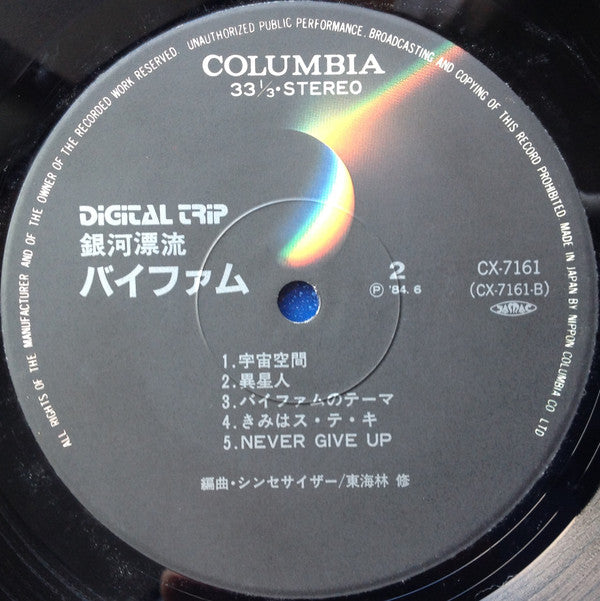 ALL RIGHTS OF THE MANUFACTURER AND OF THE OWNER OF THE RECORDED WORK RESERVED. UNAUTHORIZED PUBLIC PERFORMANCE. BROADCASTING AND COPYING OF THIS RECORD PROHIBITED MADE IN JAPAN BY NIPPON COLUMBIA CO LTD
COLUMBIA
33 1/3・STEREO
DIGITAL TRIP
銀河漂流
バイファム
2
Ⓟ '84. 6
CX-7161
(CX-7161-B)
JASRAC
1.宇宙空間
2.異星人
3.バイファムのテーマ
4.きみはス・テ・キ
5.NEVER GIVE UP
編曲・シンセサイザー/東海林 修